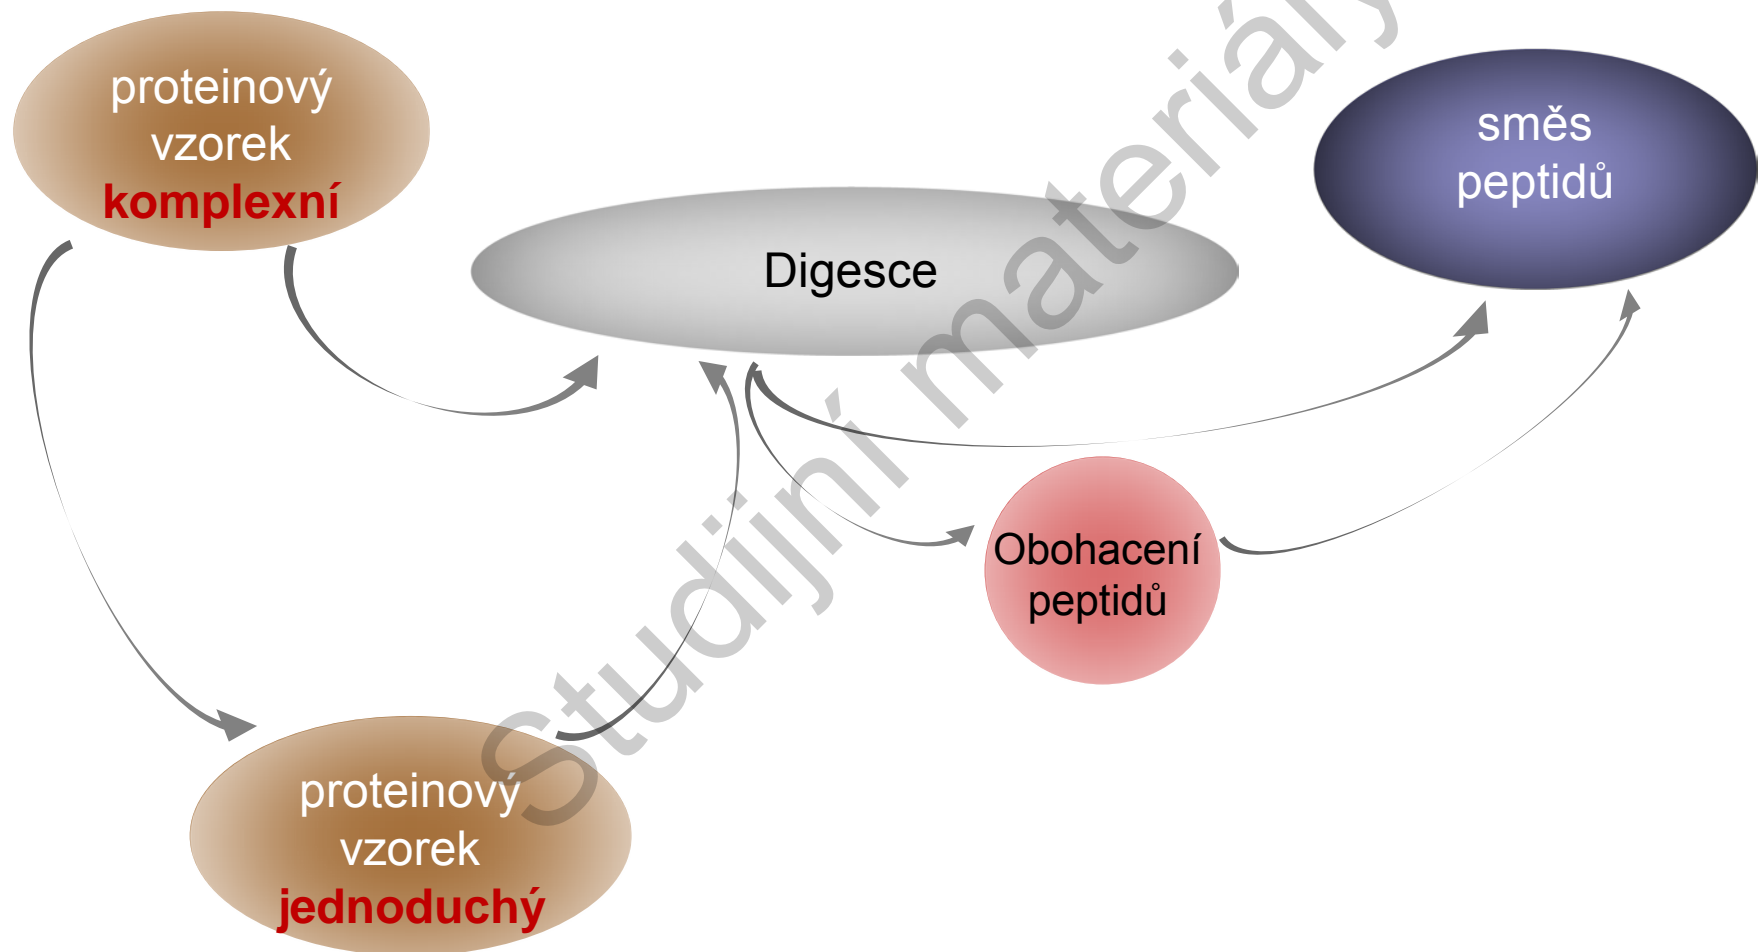 proteinový
vzorek
komplexní
směs
peptidů
Digesce
Obohacení
peptidů
proteinový
vzorek
jednoduchý
Studijní materiály